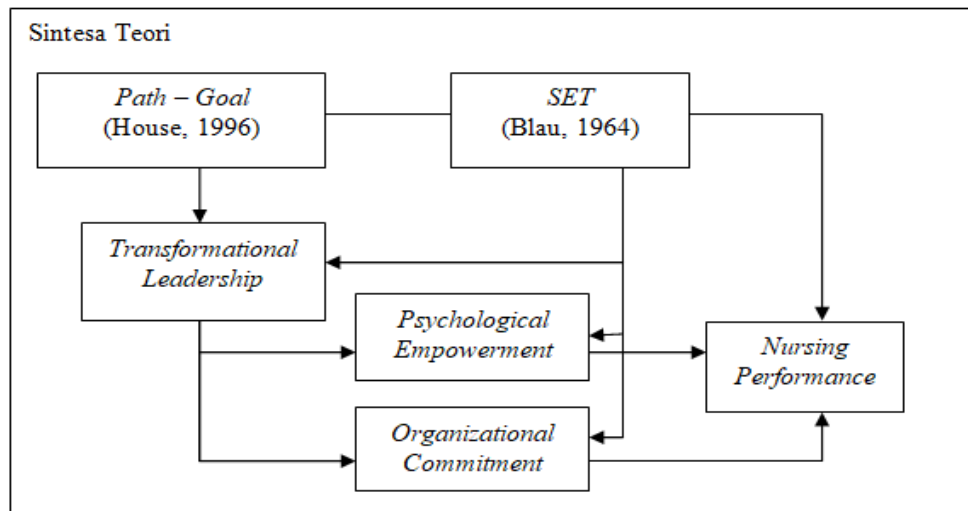 Sintesa Teori
Path – Goal
(House, 1996)
SET
(Blau, 1964)
Transformational
Leadership
Psychological
Empowerment
Nursing
Performance
Organizational
Commitment